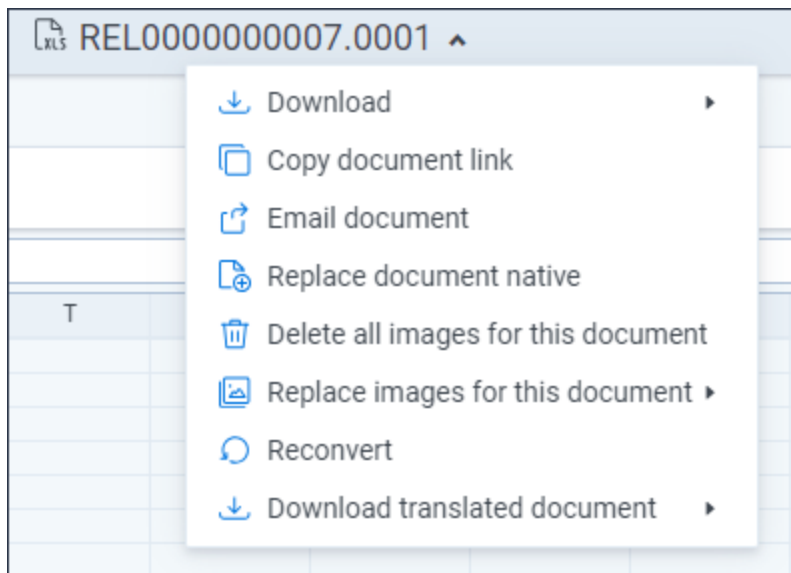 XLS REL0000000007.0001
Download
Copy document link
Email document
Replace document native
T
Delete all images for this document
Replace images for this document
Reconvert
Download translated document